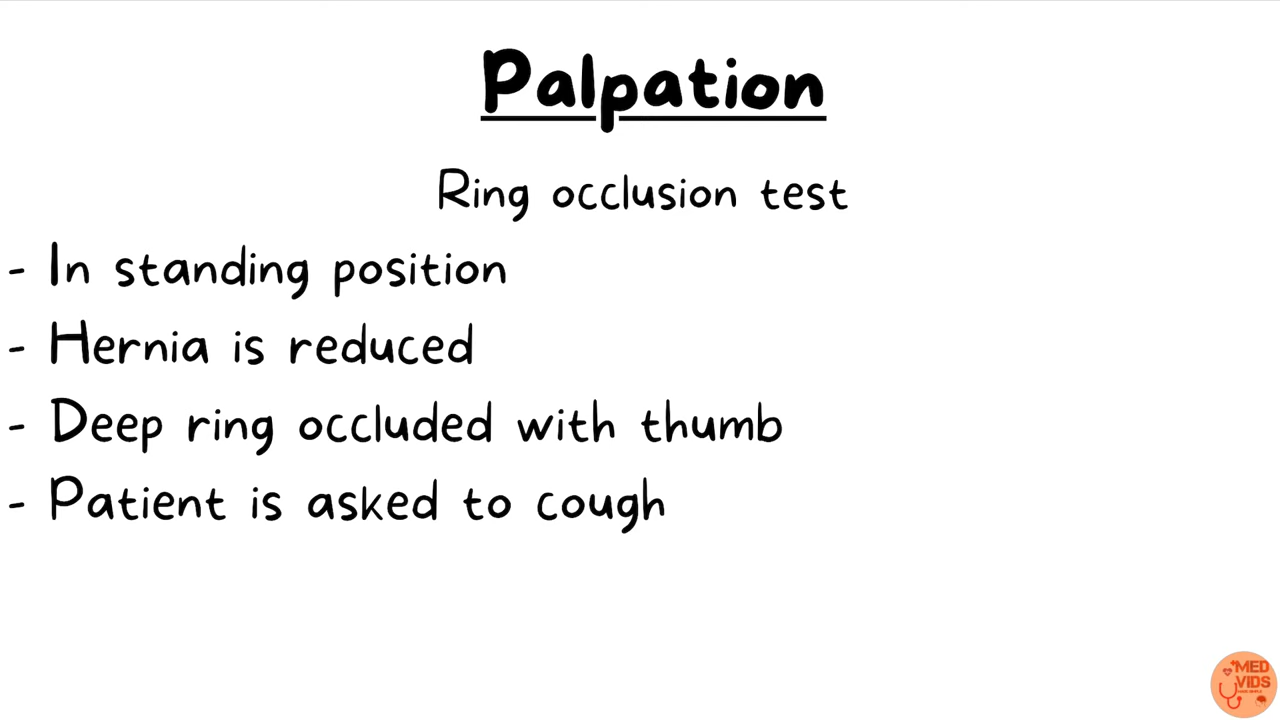 Palpation
Ring occlusion test
- In standing position
- Hernia is reduced
- Deep ring occluded with thumb
- Patient is asked to cough
MED
VIDS